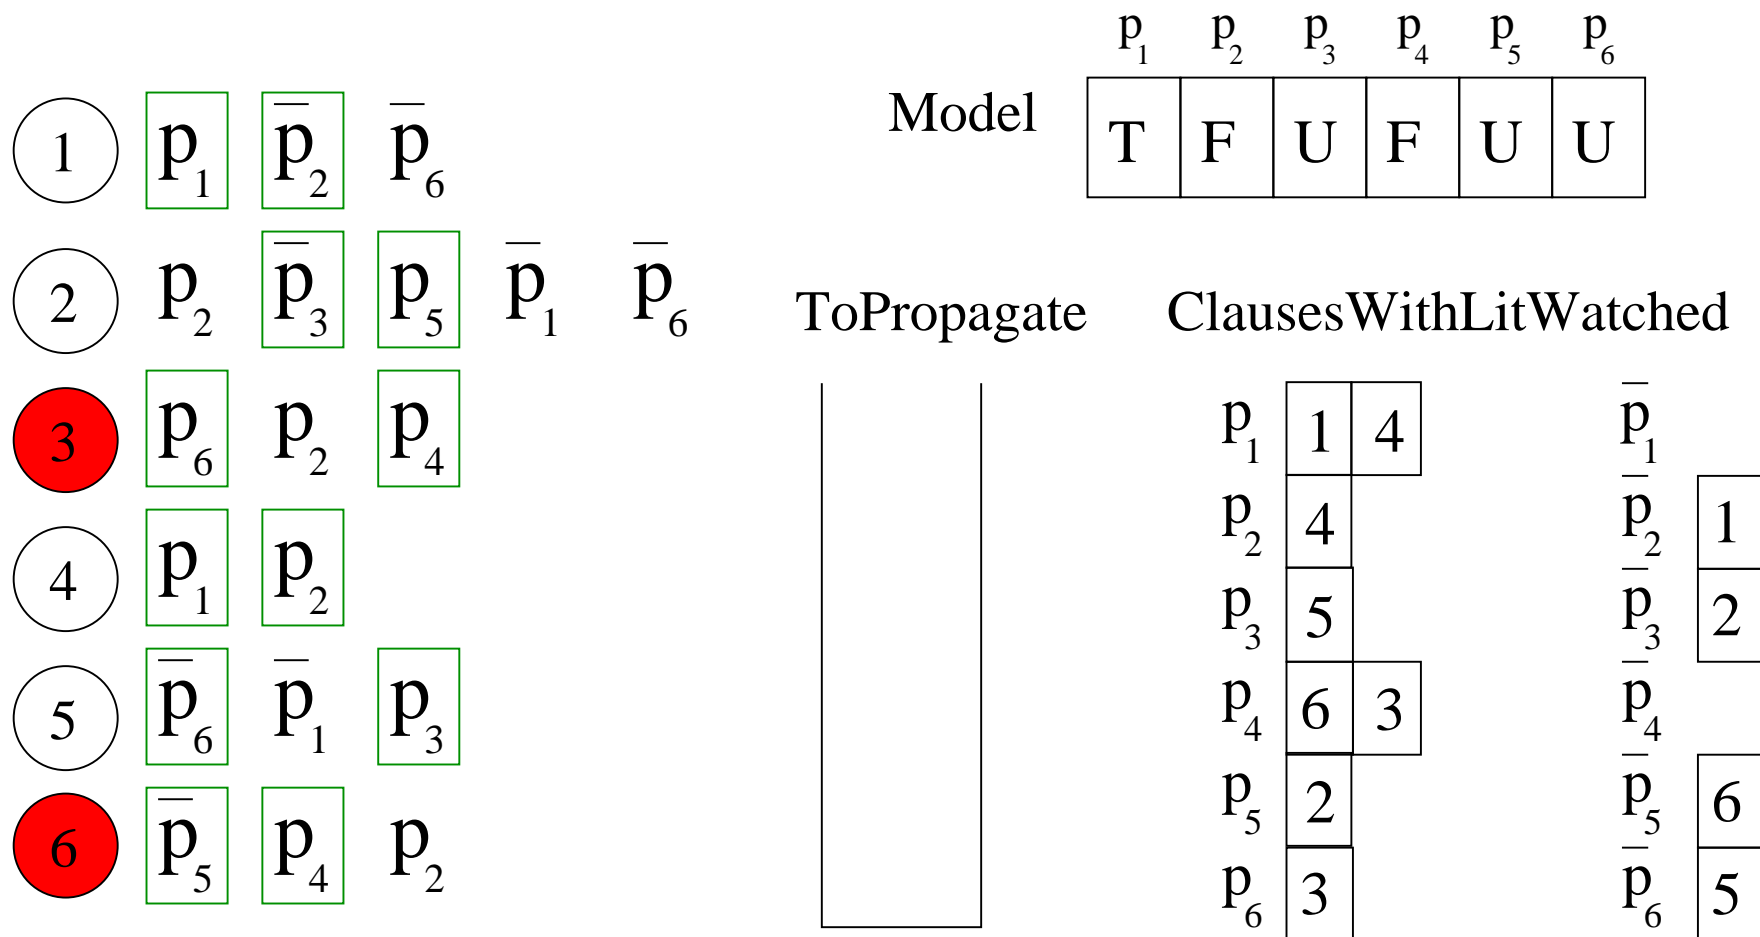 p1 p2 p3 p4 p5 p6
Model T F U F U U
1 p1 p̅2 p̅6
2 p2 p̅3 p5 p̅1 p̅6
3 p6 p2 p4
4 p1 p2
5 p̅6 p̅1 p3
6 p̅5 p4 p2
ToPropagate
ClausesWithLitWatched
p1 1 4 p̅1
p2 4 p̅2 1
p3 5 p̅3 2
p4 6 3 p̅4
p5 2 p̅5 6
p6 3 p̅6 5